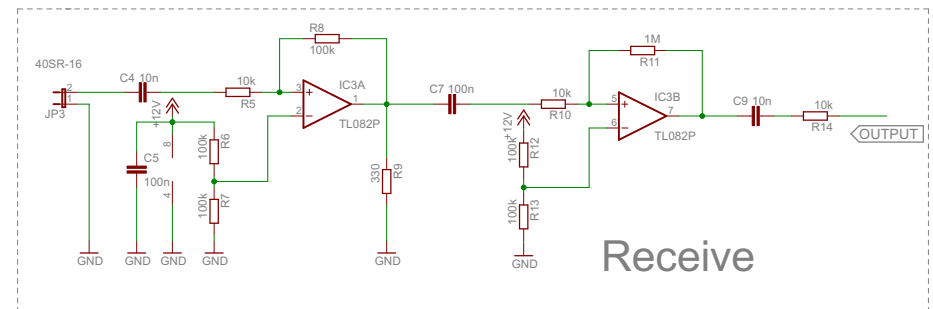 40SR-16
2
1
JP3
C4 10n
+12V
10k
R5
R8
100k
3
2
1
+
−
IC3A
TL082P
C5
100n
8
4
100k
R6
100k
R7
330
R9
GND
GND
GND
GND
GND
C7 100n
10k
R10
+12V
100k
R12
100k
R13
GND
1M
R11
5
6
7
+
−
IC3B
TL082P
C9 10n
10k
R14
OUTPUT
Receive